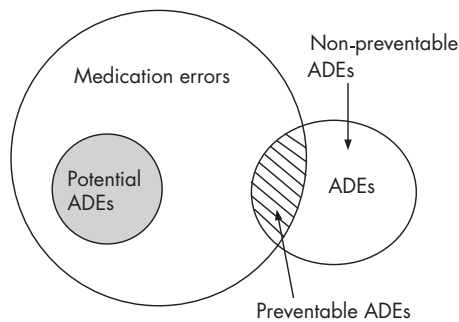 Non-preventable
ADEs
Medication errors
Potential
ADEs
ADEs
Preventable ADEs